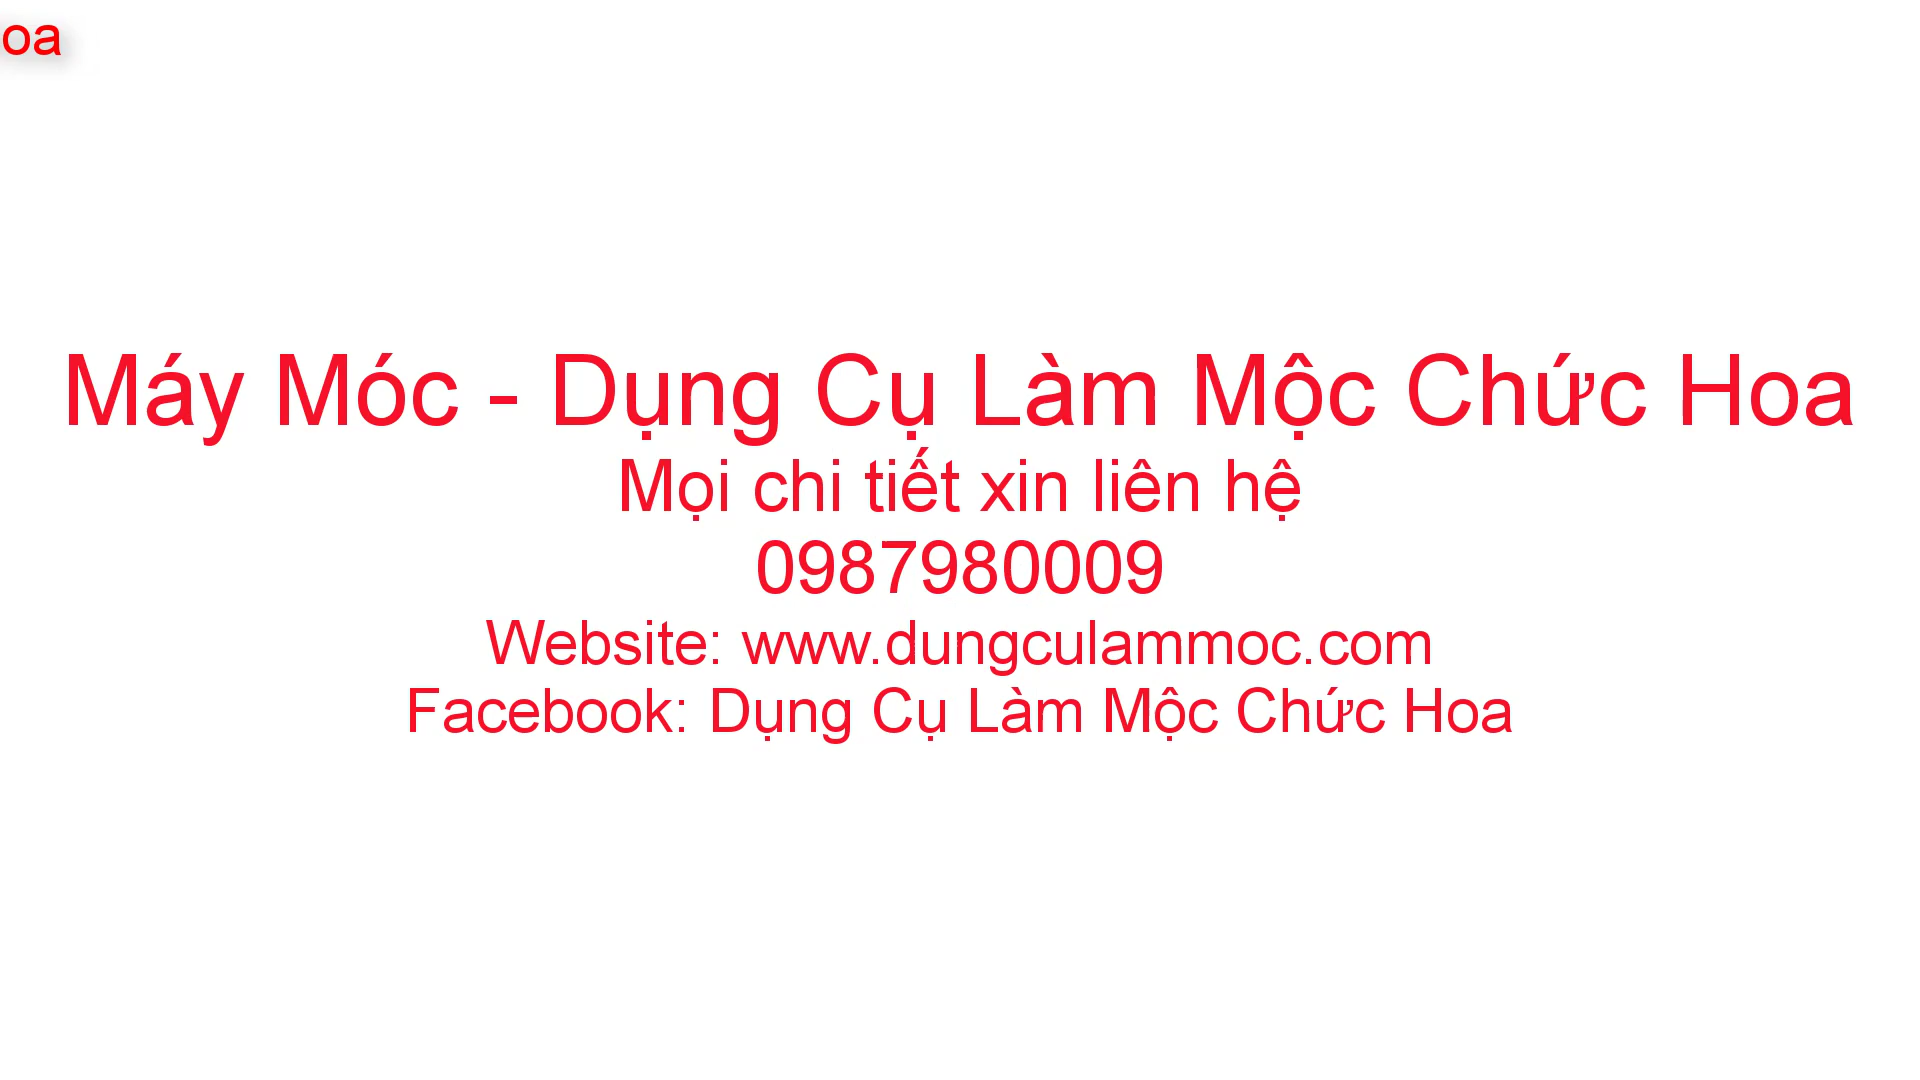 oa
Máy Móc - Dụng Cụ Làm Mộc Chức Hoa
Mọi chi tiết xin liên hệ
0987980009
Website: www.dungculammoc.com
Facebook: Dụng Cụ Làm Mộc Chức Hoa